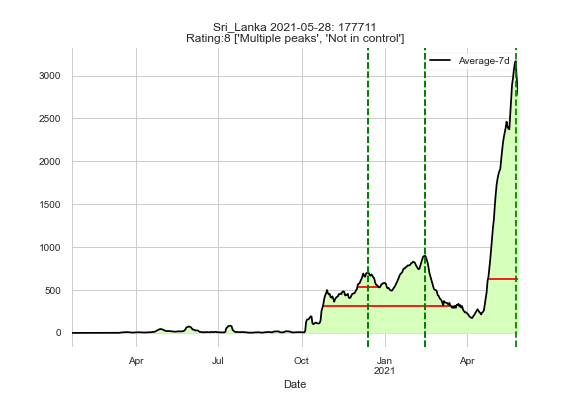 Sri_Lanka 2021-05-28: 177711
Rating:8 ['Multiple peaks', 'Not in control']
Average-7d
3000
2500
2000
1500
1000
500
0
Apr Jul Oct Jan Apr
2021
Date